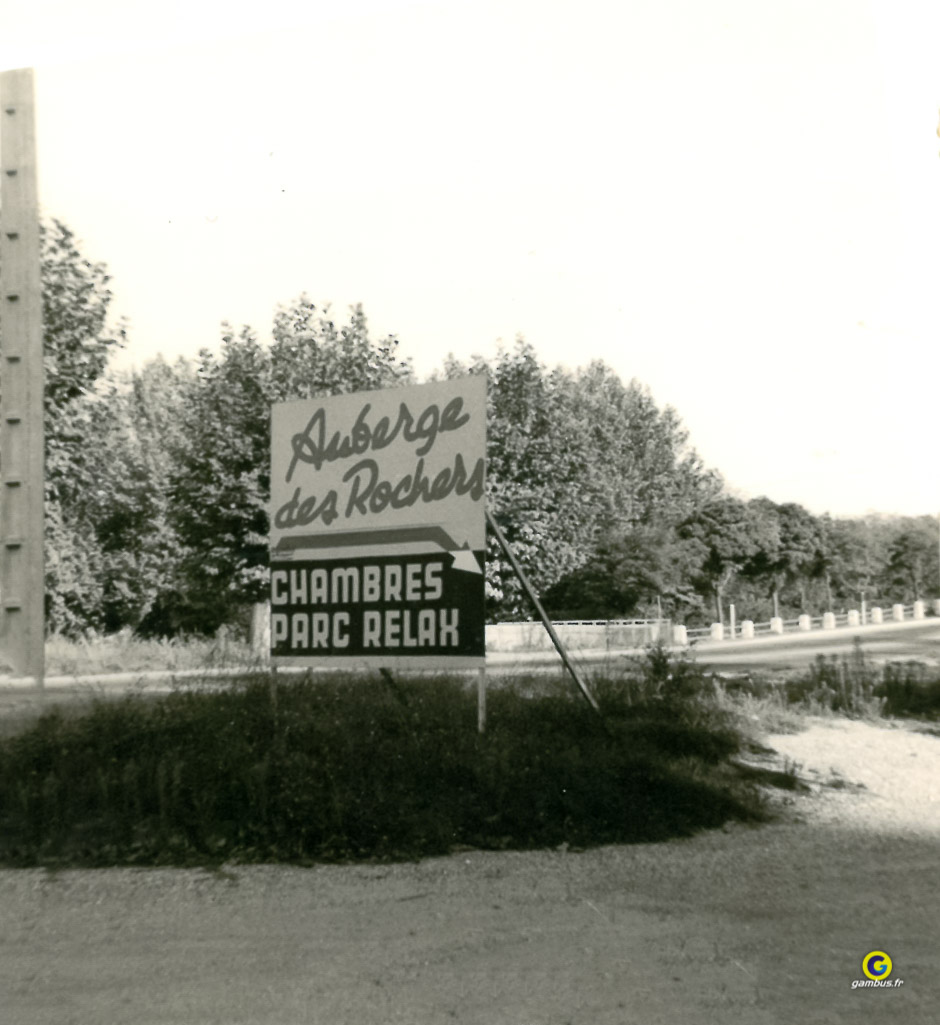 Auberge
des Rochers
CHAMBRES
PARC RELAX
G
gambus.fr